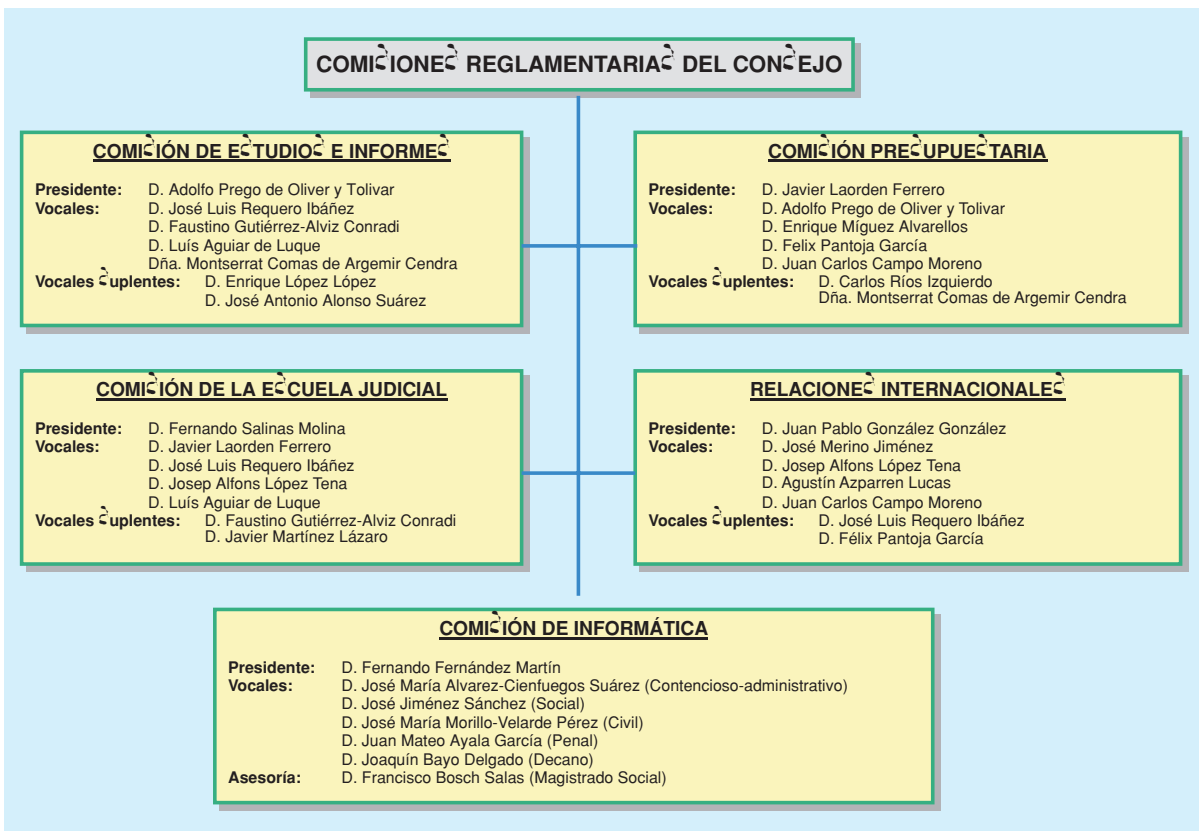 COMISIONES REGLAMENTARIAS DEL CONSEJO
COMISIÓN DE ESTUDIOS E INFORMES
Presidente: D. Adolfo Prego de Oliver y Tolivar
Vocales: D. José Luis Requero Ibáñez
D. Faustino Gutiérrez-Alviz Conradi
D. Luís Aguiar de Luque
Dña. Montserrat Comas de Argemir Cendra
Vocales Suplentes: D. Enrique López López
D. José Antonio Alonso Suárez
COMISIÓN PRESUPUESTARIA
Presidente: D. Javier Laorden Ferrero
Vocales: D. Adolfo Prego de Oliver y Tolivar
D. Enrique Míguez Alvarellos
D. Felix Pantoja García
D. Juan Carlos Campo Moreno
Vocales Suplentes: D. Carlos Ríos Izquierdo
Dña. Montserrat Comas de Argemir Cendra
COMISIÓN DE LA ESCUELA JUDICIAL
Presidente: D. Fernando Salinas Molina
Vocales: D. Javier Laorden Ferrero
D. José Luis Requero Ibáñez
D. Josep Alfons López Tena
D. Luís Aguiar de Luque
Vocales Suplentes: D. Faustino Gutiérrez-Alviz Conradi
D. Javier Martínez Lázaro
RELACIONES INTERNACIONALES
Presidente: D. Juan Pablo González González
Vocales: D. José Merino Jiménez
D. Josep Alfons López Tena
D. Agustín Azparren Lucas
D. Juan Carlos Campo Moreno
Vocales Suplentes: D. José Luis Requero Ibáñez
D. Félix Pantoja García
COMISIÓN DE INFORMÁTICA
Presidente: D. Fernando Fernández Martín
Vocales: D. José María Alvarez-Cienfuegos Suárez (Contencioso-administrativo)
D. José Jiménez Sánchez (Social)
D. José María Morillo-Velarde Pérez (Civil)
D. Juan Mateo Ayala García (Penal)
D. Joaquín Bayo Delgado (Decano)
Asesoría: D. Francisco Bosch Salas (Magistrado Social)